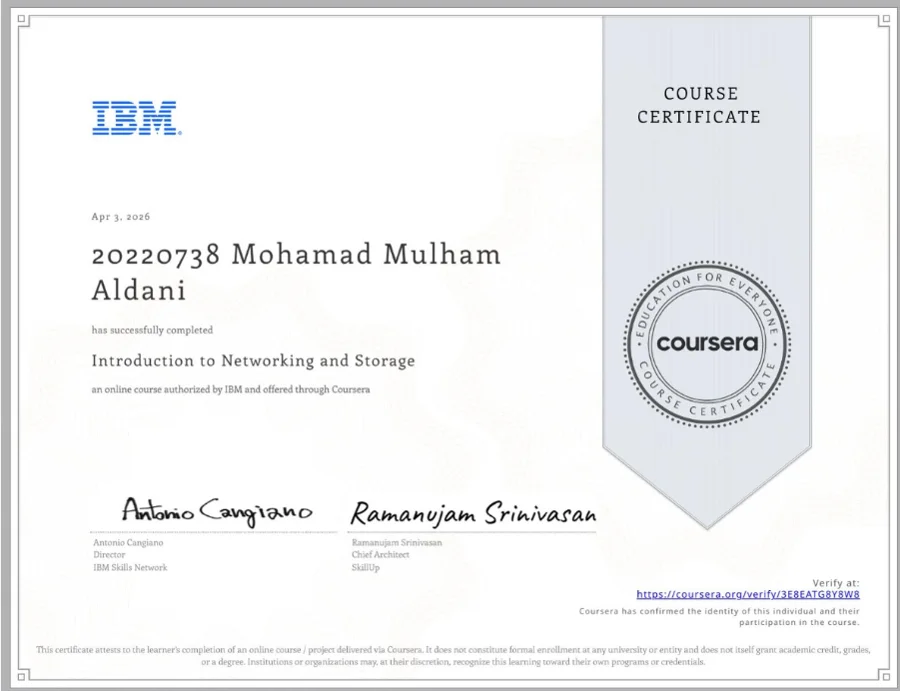 IBM
COURSE
CERTIFICATE
Apr 3, 2026
20220738 Mohamad Mulham
Aldani
has successfully completed
Introduction to Networking and Storage
an online course authorized by IBM and offered through Coursera
EDUCATION FOR EVERYONE
coursera
COURSE CERTIFICATE
Antonio Cangiano
Ramanujam Srinivasan
Antonio Cangiano
Director
IBM Skills Network
Ramanujam Srinivasan
Chief Architect
SkillUp
Verify at:
https://coursera.org/verify/3E8EATG8Y8W8
Coursera has confirmed the identity of this individual and their
participation in the course.
This certificate attests to the learner's completion of an online course / project delivered via Coursera. It does not constitute formal enrollment at any university or entity and does not itself grant academic credit, grades,
or a degree. Institutions or organizations may, at their discretion, recognize this learning toward their own programs or credentials.